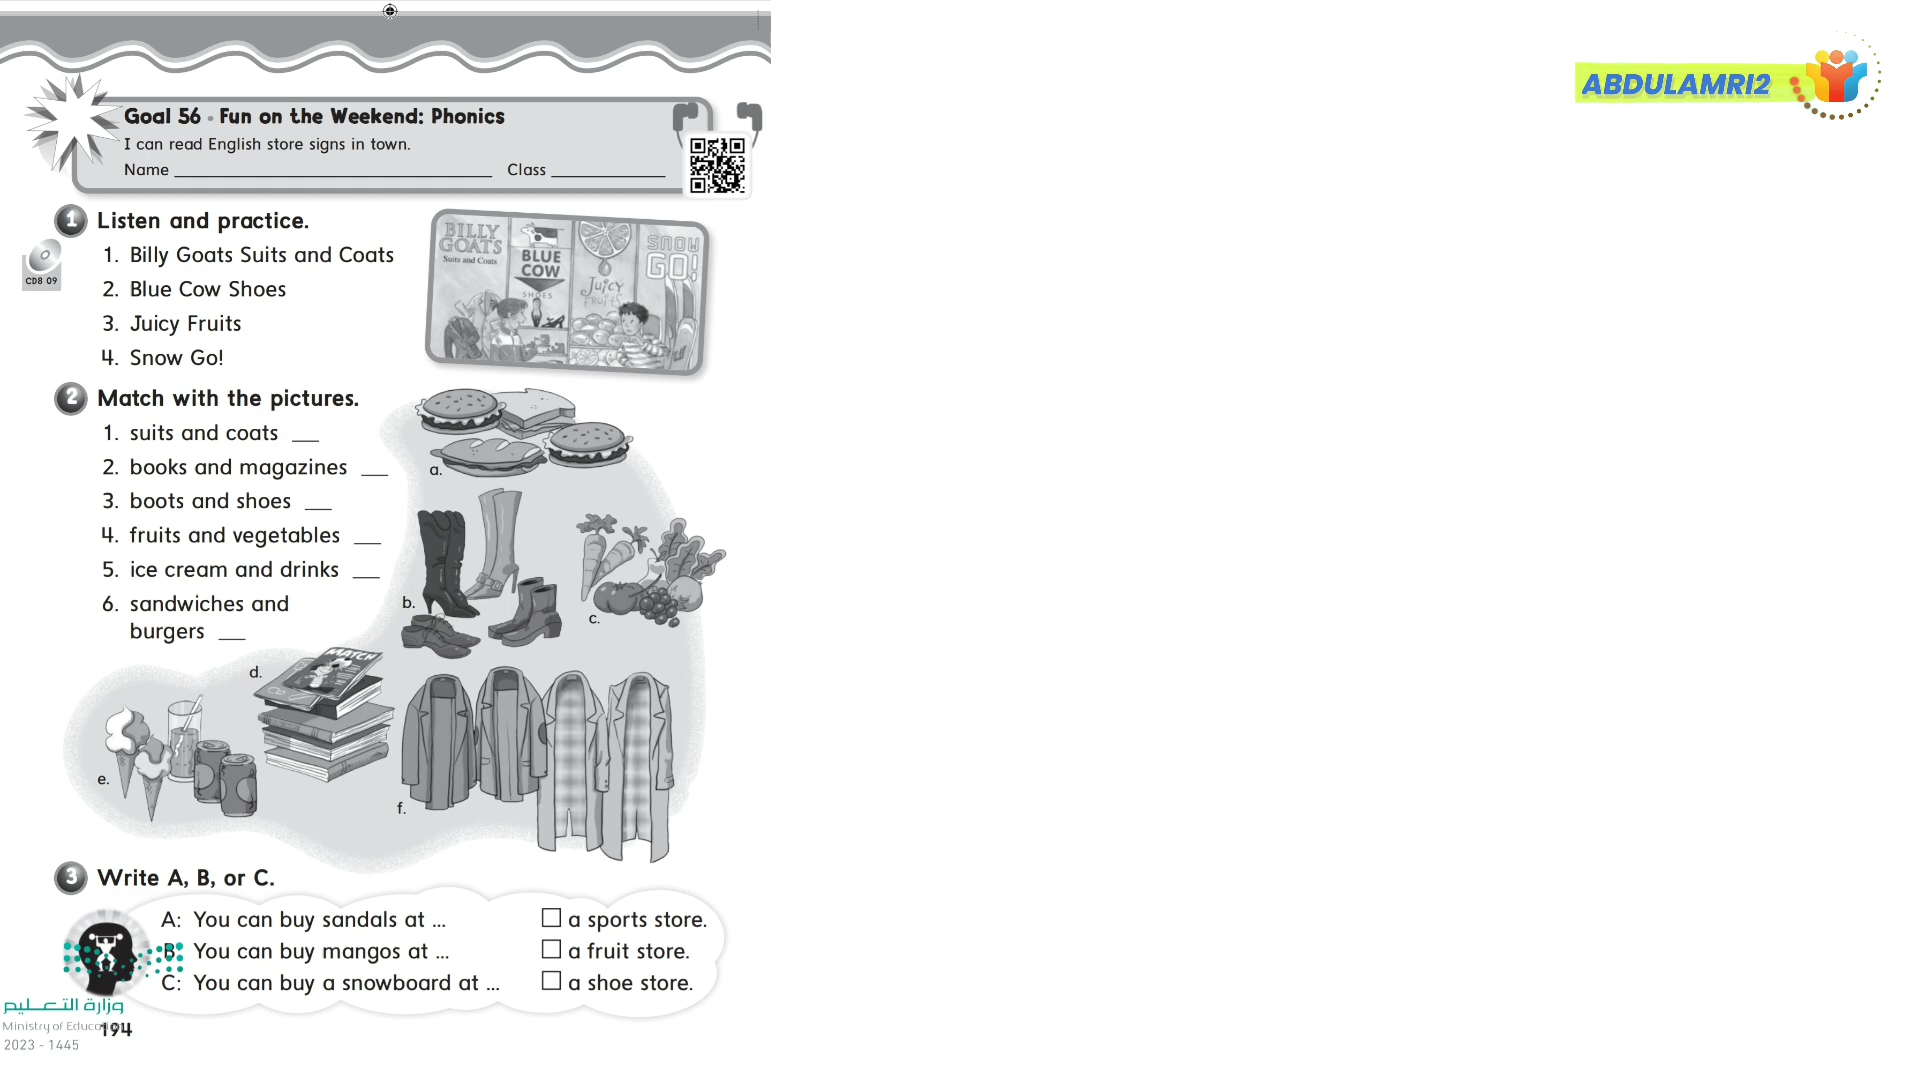 ABDULAMRI2
Goal 56 • Fun on the Weekend: Phonics
I can read English store signs in town.
Name ______ Class ______
1 Listen and practice.
CD8 09
1. Billy Goats Suits and Coats
2. Blue Cow Shoes
3. Juicy Fruits
4. Snow Go!
BILLY GOATS
Suits and Coats
BLUE COW
SHOES
Juicy Fruits
SNOW GO!
2 Match with the pictures.
1. suits and coats ___
2. books and magazines ___
3. boots and shoes ___
4. fruits and vegetables ___
5. ice cream and drinks ___
6. sandwiches and
burgers ___
a.
b.
c.
d.
MATCH
e.
f.
3 Write A, B, or C.
A: You can buy sandals at ... □ a sports store.
B: You can buy mangos at ... □ a fruit store.
C: You can buy a snowboard at ... □ a shoe store.
وزارة التعليم
Ministry of Education
194
2023 - 1445